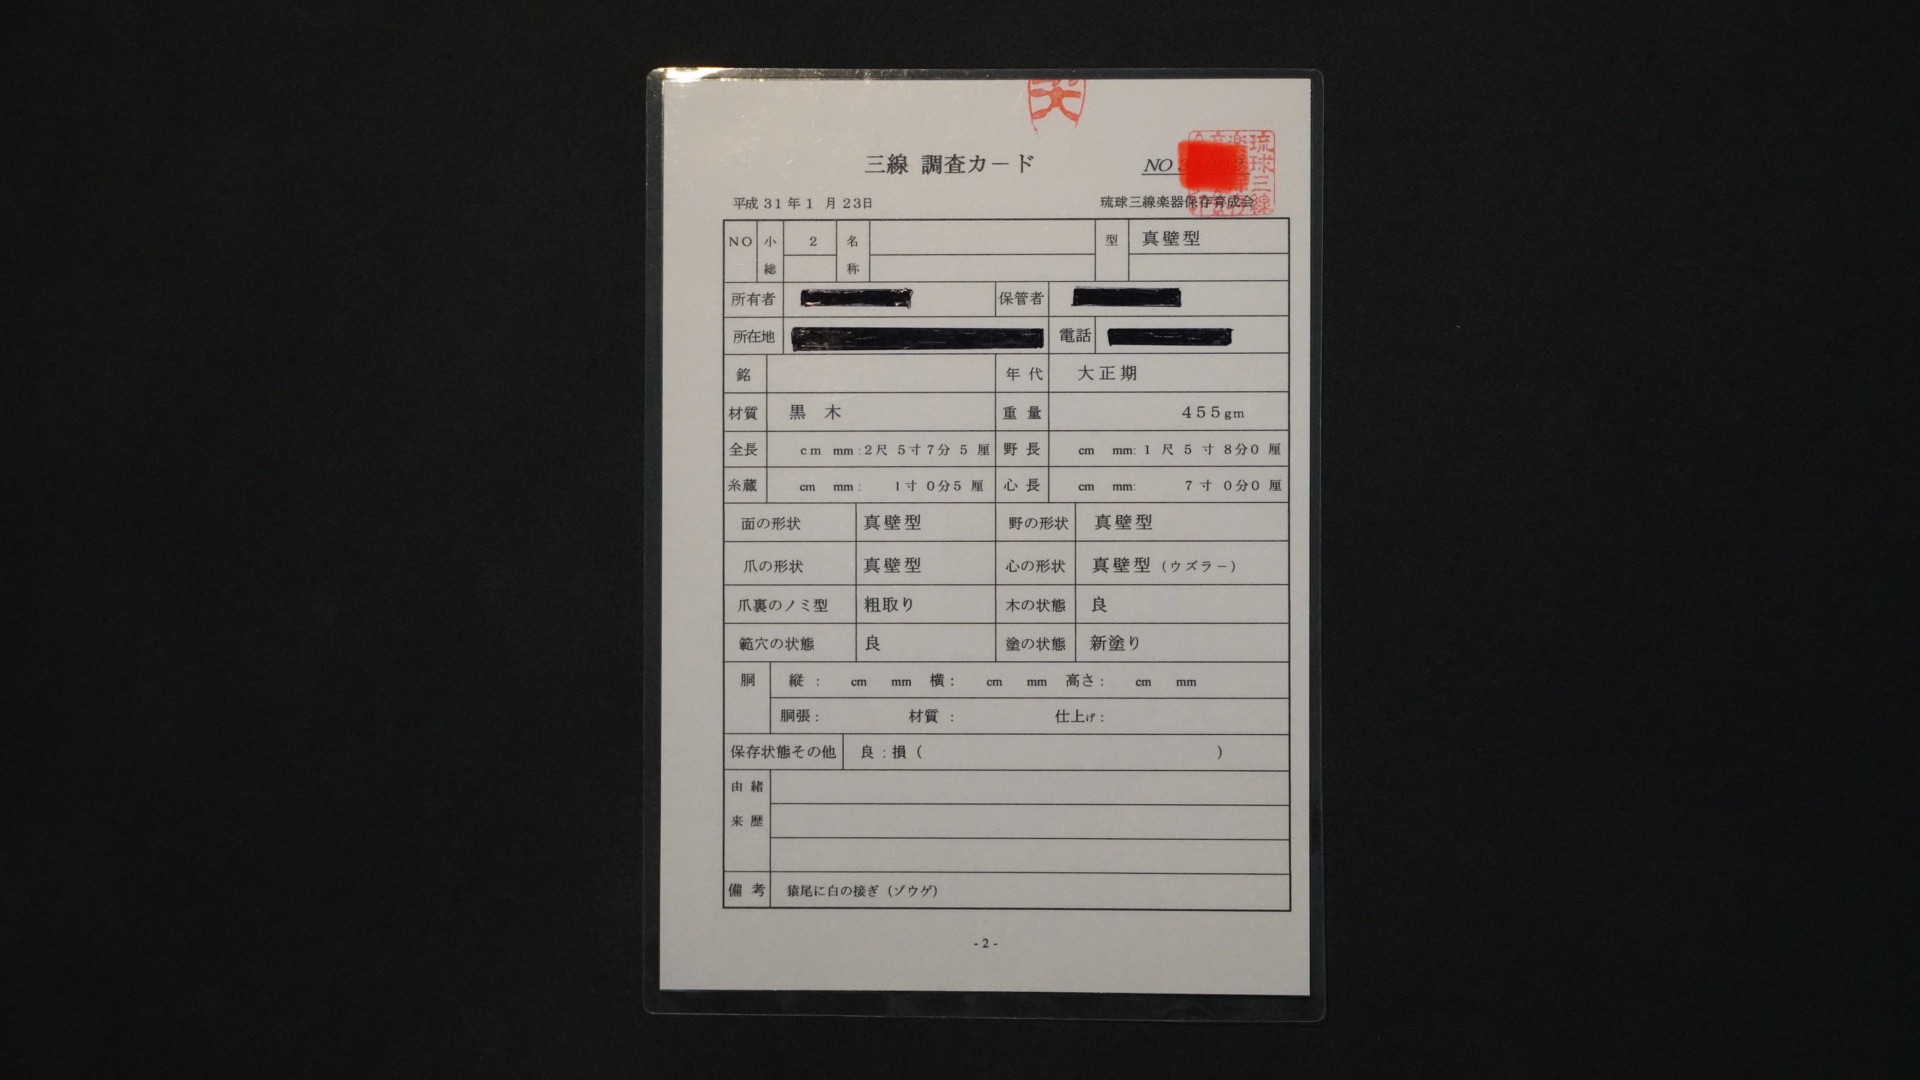 三線 調査カード
NO
平成 31 年 1 月 23日
琉球三線楽器保存育成会
NO 小 2 名 型 真壁型
総 称
所有者 保管者
所在地 電話
銘 年 代 大正期
材質 黒 木 重 量 455gm
全長 cm mm:2尺 5寸7分 5 厘 野 長 cm mm: 1 尺 5 寸 8分0 厘
糸蔵 cm mm: 1寸 0分5 厘 心 長 cm mm: 7 寸 0分0 厘
面の形状 真壁型 野の形状 真壁型
爪の形状 真壁型 心の形状 真壁型（ウズラー）
爪裏のノミ型 粗取り 木の状態 良
範穴の状態 良 塗の状態 新塗り
胴 縦 : cm mm 横 : cm mm 高さ : cm mm
胴張 : 材質 : 仕上げ :
保存状態その他 良 : 損（ ）
由 緒
来 歴
備 考 猿尾に白の接ぎ（ゾウゲ）
- 2 -